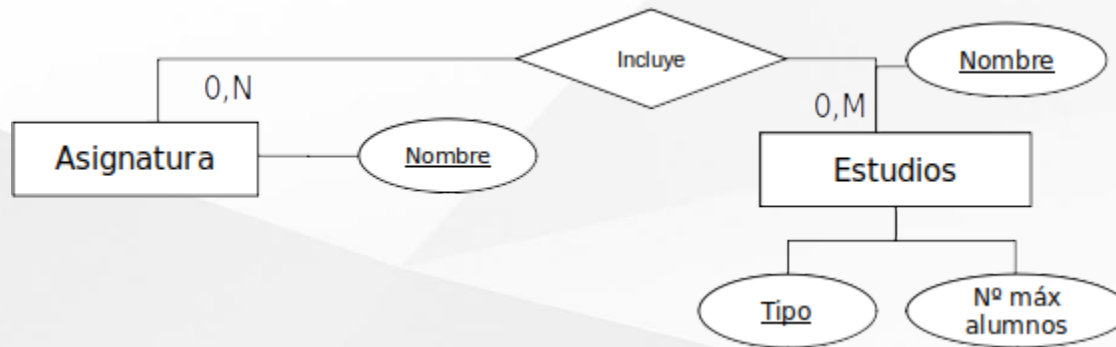 Incluye
Nombre
0,N
0,M
Asignatura
Nombre
Estudios
Tipo
Nº máx
alumnos